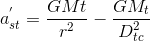 a'_{st} = \frac{GMt}{r^2} - \frac{GM_t}{D_{tc}^2}